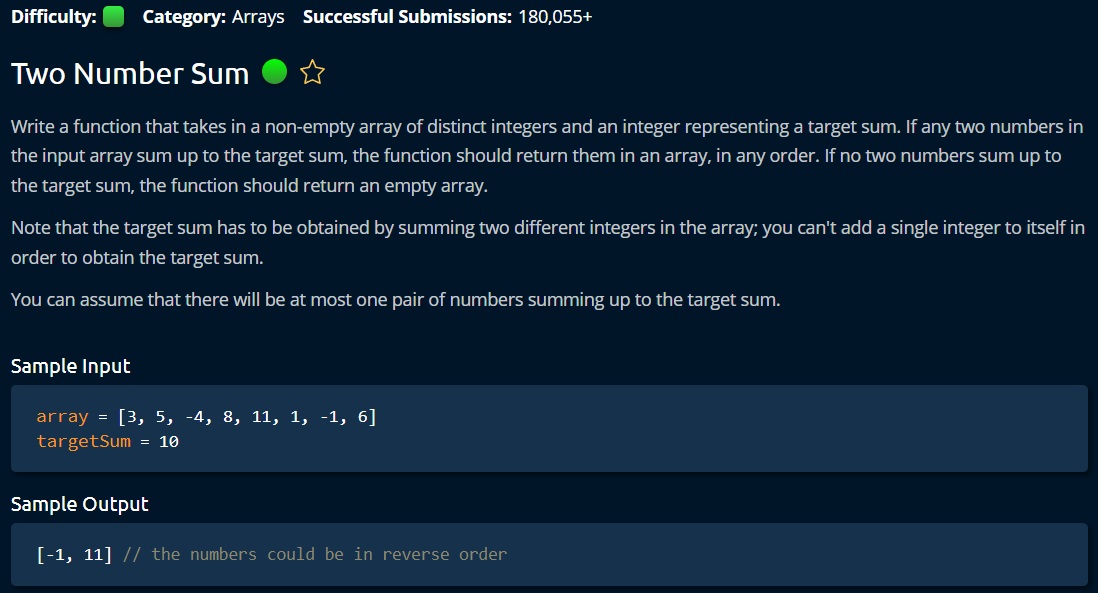 Difficulty: Category: Arrays Successful Submissions: 180,055+
Two Number Sum
Write a function that takes in a non-empty array of distinct integers and an integer representing a target sum. If any two numbers in
the input array sum up to the target sum, the function should return them in an array, in any order. If no two numbers sum up to
the target sum, the function should return an empty array.
Note that the target sum has to be obtained by summing two different integers in the array; you can't add a single integer to itself in
order to obtain the target sum.
You can assume that there will be at most one pair of numbers summing up to the target sum.
Sample Input
array = [3, 5, -4, 8, 11, 1, -1, 6]
targetSum = 10
Sample Output
[-1, 11] // the numbers could be in reverse order